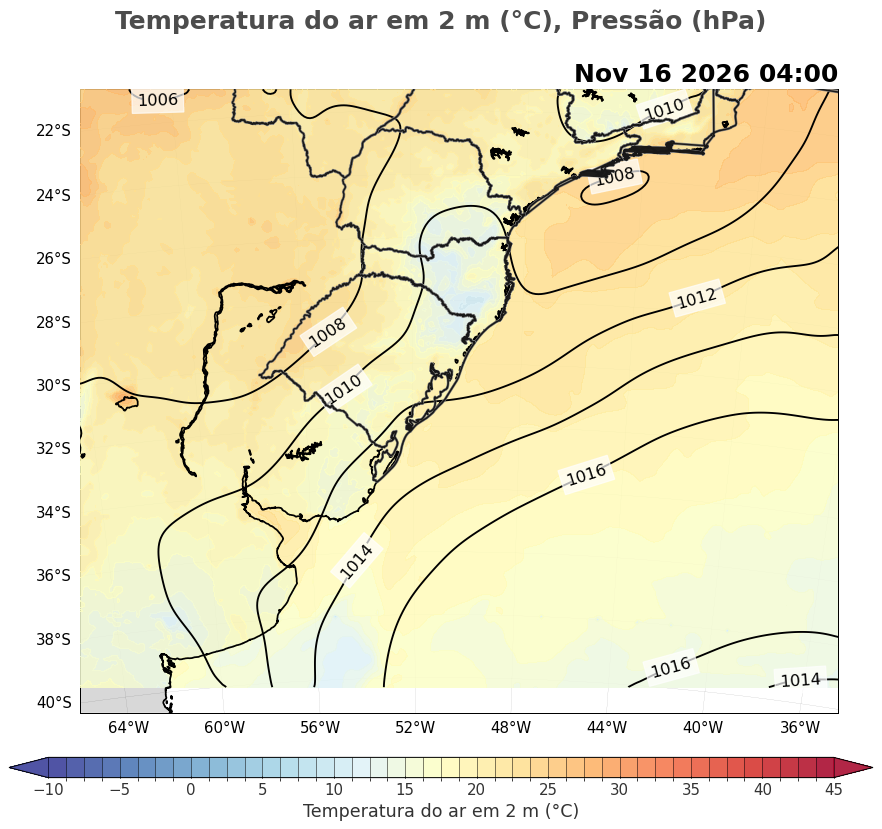 Temperatura do ar em 2 m (°C), Pressão (hPa)
Nov 16 2026 04:00
1006
1010
22°S
1008
24°S
26°S
1012
28°S
1008
30°S
1010
32°S
1016
34°S
1014
36°S
38°S
1016
1014
40°S
64°W 60°W 56°W 52°W 48°W 44°W 40°W 36°W
−10 −5 0 5 10 15 20 25 30 35 40 45
Temperatura do ar em 2 m (°C)